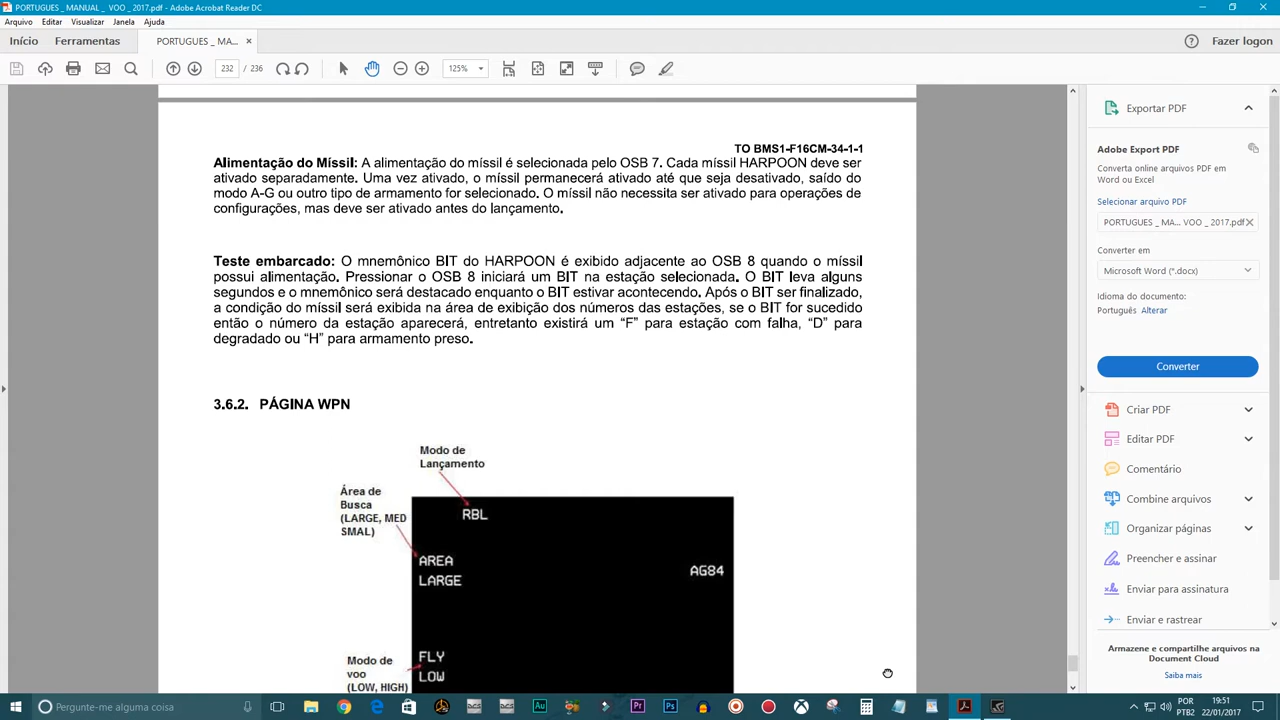 PORTUGUES _ MANUAL _ VOO _ 2017.pdf - Adobe Acrobat Reader DC
Arquivo Editar Visualizar Janela Ajuda
Início Ferramentas PORTUGUES _ MA... × Fazer logon
232 / 236 125%
TO BMS1-F16CM-34-1-1
Alimentação do Míssil: A alimentação do míssil é selecionada pelo OSB 7. Cada míssil HARPOON deve ser
ativado separadamente. Uma vez ativado, o míssil permanecerá ativado até que seja desativado, saído do
modo A-G ou outro tipo de armamento for selecionado. O míssil não necessita ser ativado para operações de
configurações, mas deve ser ativado antes do lançamento.
Teste embarcado: O mnemônico BIT do HARPOON é exibido adjacente ao OSB 8 quando o míssil
possui alimentação. Pressionar o OSB 8 iniciará um BIT na estação selecionada. O BIT leva alguns
segundos e o mnemônico será destacado enquanto o BIT estivar acontecendo. Após o BIT ser finalizado,
a condição do míssil será exibida na área de exibição dos números das estações, se o BIT for sucedido
então o número da estação aparecerá, entretanto existirá um “F” para estação com falha, “D” para
degradado ou “H” para armamento preso.
3.6.2. PÁGINA WPN
Modo de
Lançamento
Área de
Busca
(LARGE, MED
SMAL)
RBL
AREA
LARGE
AG84
FLY
LOW
Modo de
voo
(LOW, HIGH)
Exportar PDF
Adobe Export PDF
Converta online arquivos PDF em
Word ou Excel
Selecionar arquivo PDF
PORTUGUES _ MA... VOO _ 2017.pdf
Converter em
Microsoft Word (*.docx)
Idioma do documento:
Português Alterar
Converter
Criar PDF
Editar PDF
Comentário
Combine arquivos
Organizar páginas
Preencher e assinar
Enviar para assinatura
Enviar e rastrear
Armazene e compartilhe arquivos na
Document Cloud
Saiba mais
Pergunte-me alguma coisa
Au Pr Ps
POR
PTB2
19:51
22/01/2017